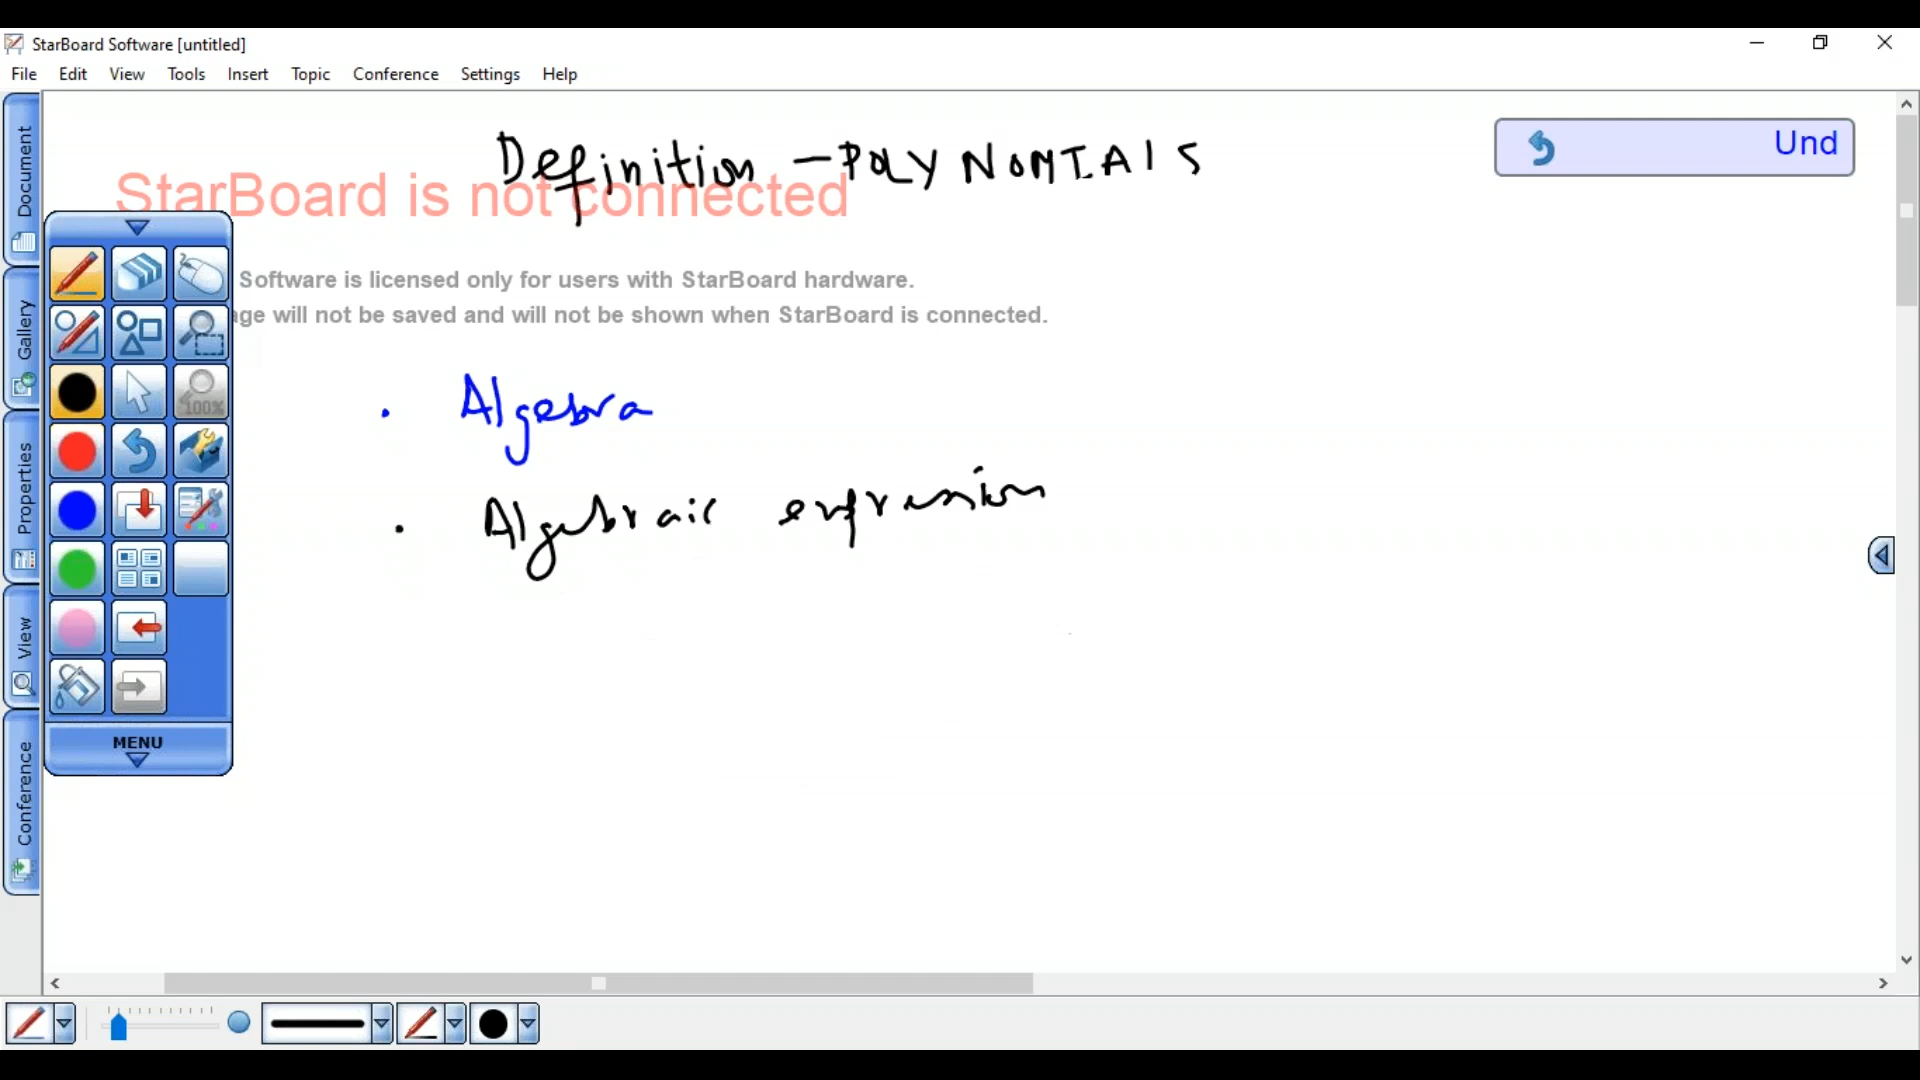 StarBoard Software [untitled]
File Edit View Tools Insert Topic Conference Settings Help
Definition - POLYNOMIALS
Und
StarBoard is not connected
Software is licensed only for users with StarBoard hardware.
age will not be saved and will not be shown when StarBoard is connected.
Document
Gallery
Properties
View
Conference
100%
MENU
. Algebra
. Algebraic expression